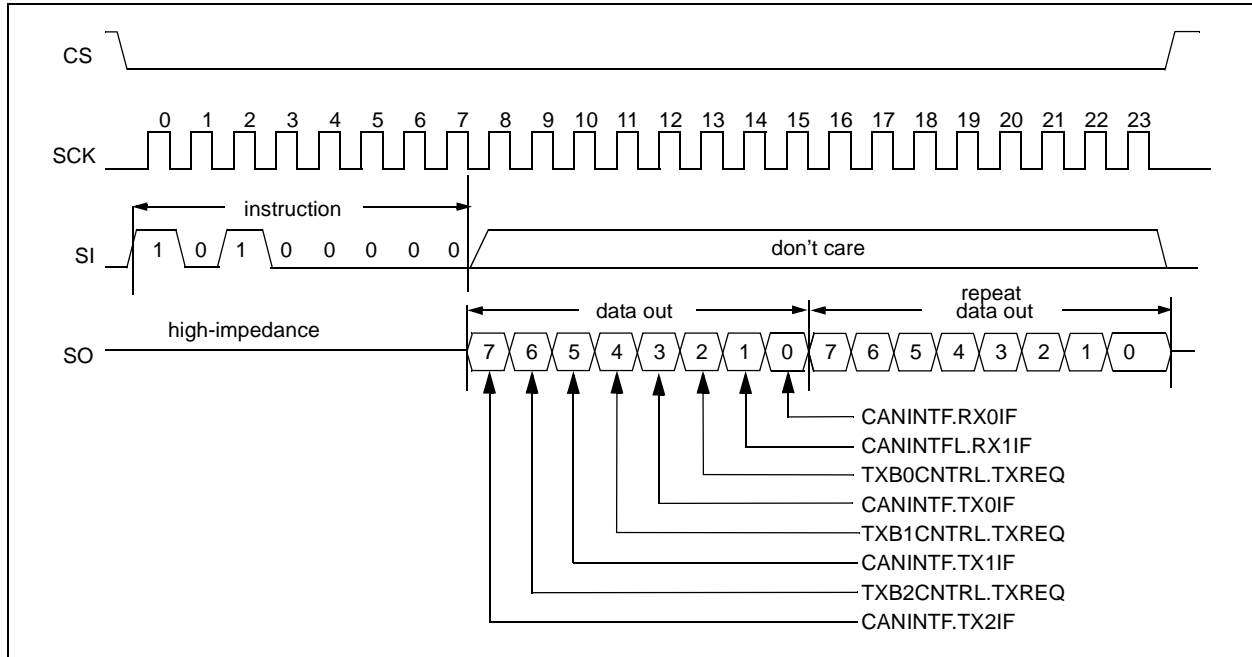 CS
0 1 2 3 4 5 6 7 8 9 10 11 12 13 14 15 16 17 18 19 20 21 22 23
SCK
instruction
SI 1 0 1 0 0 0 0 0 don't care
high-impedance data out repeat
data out
SO 7 6 5 4 3 2 1 0 7 6 5 4 3 2 1 0
CANINTF.RX0IF
CANINTFL.RX1IF
TXB0CNTRL.TXREQ
CANINTF.TX0IF
TXB1CNTRL.TXREQ
CANINTF.TX1IF
TXB2CNTRL.TXREQ
CANINTF.TX2IF